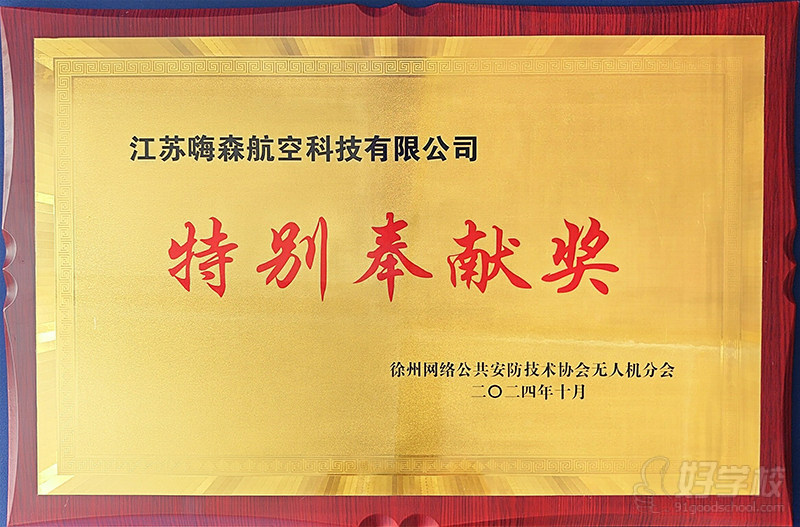 江苏嗨森航空科技有限公司
特别奉献奖
徐州网络公共安防技术协会无人机分会
二〇二四年十月
好学校
91goodschool.com